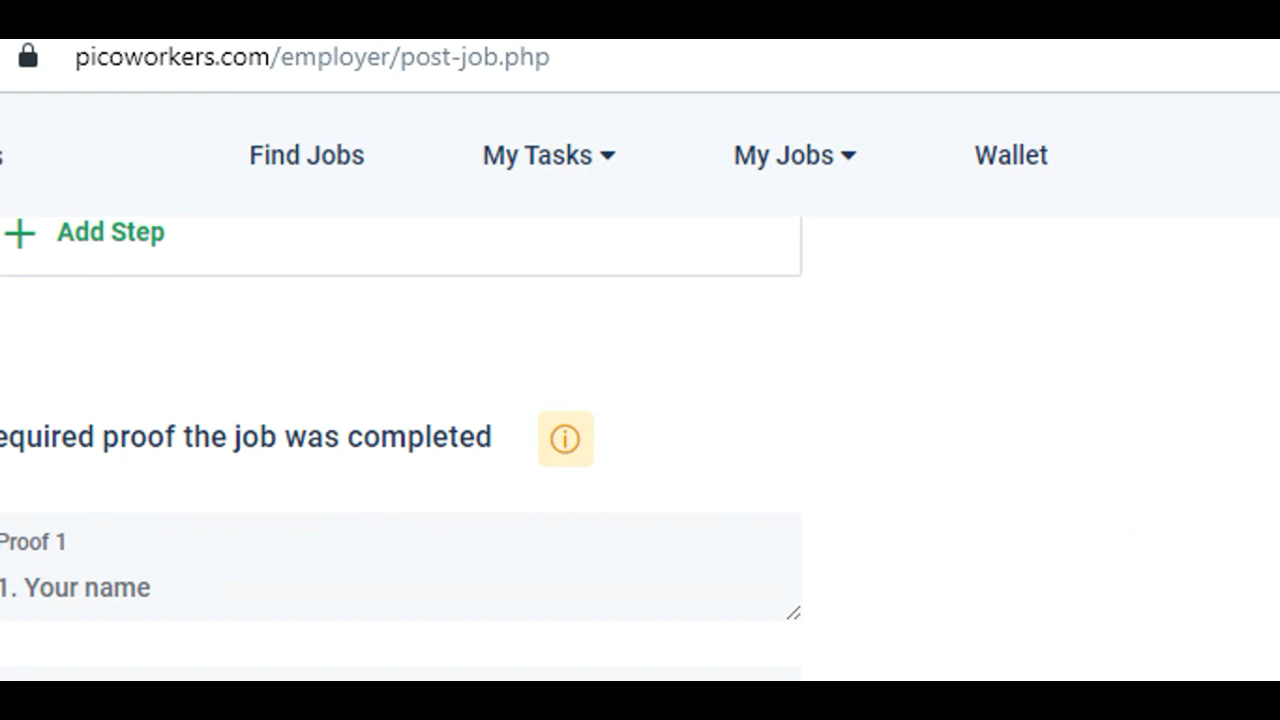 picoworkers.com/employer/post-job.php
Find Jobs My Tasks My Jobs Wallet
Add Step
equired proof the job was completed
Proof 1
1. Your name